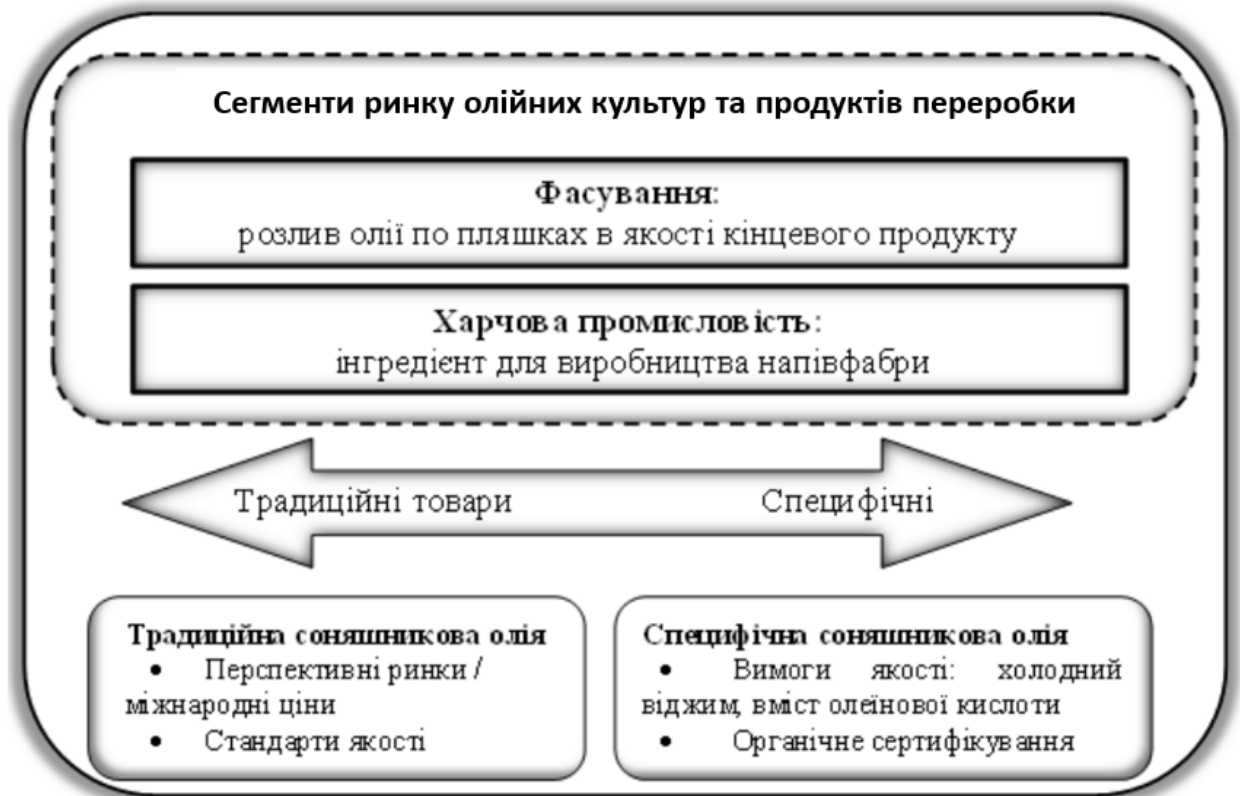 Сегменти ринку олійних культур та продуктів переробки
Фасування:
розлив олії по пляшках в якості кінцевого продукту
Харчова промисловість:
інгредієнт для виробництва напівфабри
Традиційні товари
Специфічні
Традиційна соняшникова олія
• Перспективні ринки /
міжнародні ціни
• Стандарти якості
Специфічна соняшникова олія
• Вимоги якості: холодний
віджим, вміст олеїнової кислоти
• Органічне сертифікування